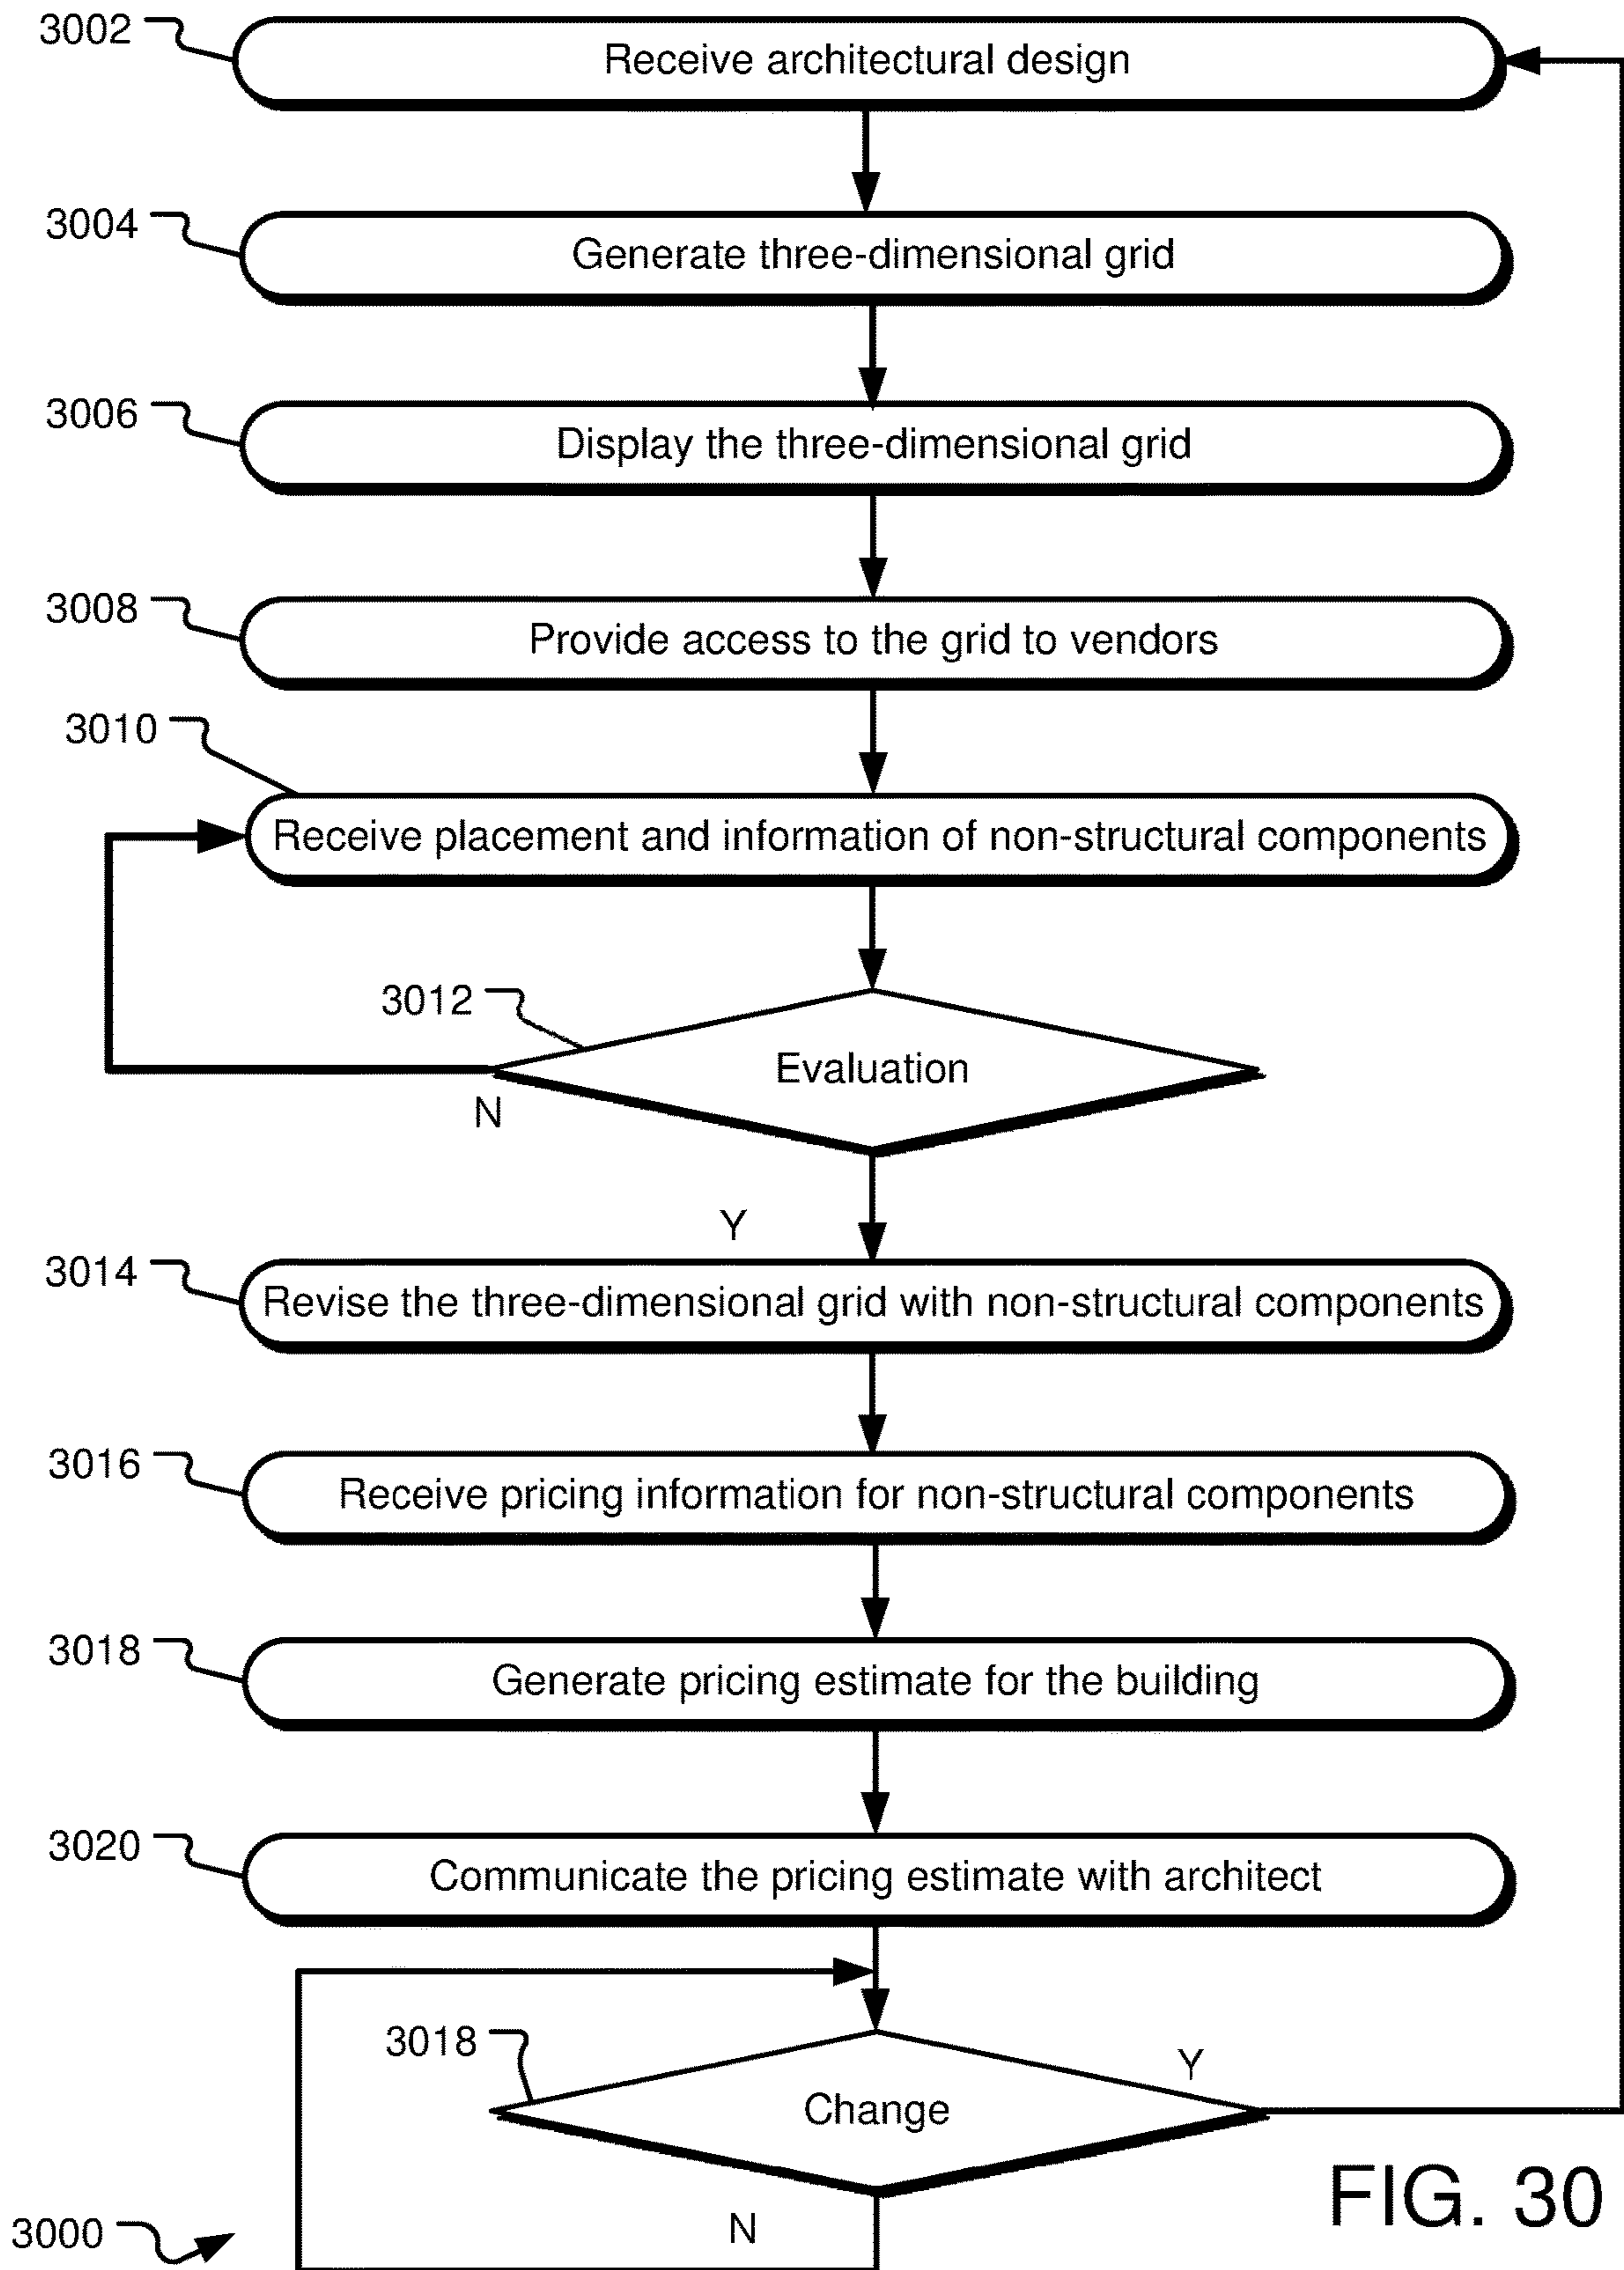 3002
Receive architectural design
3004
Generate three-dimensional grid
3006
Display the three-dimensional grid
3008
Provide access to the grid to vendors
3010
Receive placement and information of non-structural components
3012
Evaluation
N
Y
3014
Revise the three-dimensional grid with non-structural components
3016
Receive pricing information for non-structural components
3018
Generate pricing estimate for the building
3020
Communicate the pricing estimate with architect
3018
Y
Change
N
3000
FIG. 30